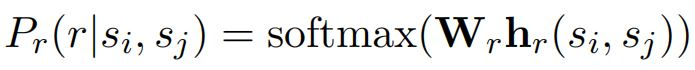 P_r(r|s_i, s_j) = softmax(W_r h_r(s_i, s_j))